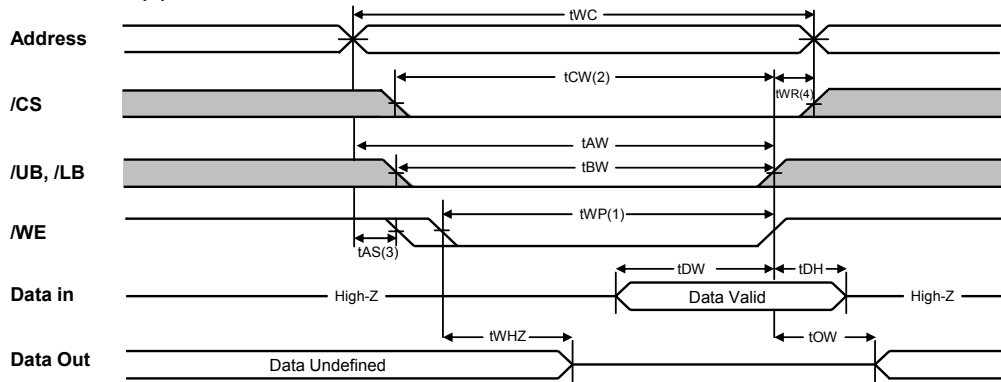 tWC
Address
tCW(2)
tWR(4)
/CS
tAW
/UB, /LB
tBW
tWP(1)
/WE
tAS(3)
tDW
tDH
Data in
High-Z
Data Valid
High-Z
tWHZ
tOW
Data Out
Data Undefined